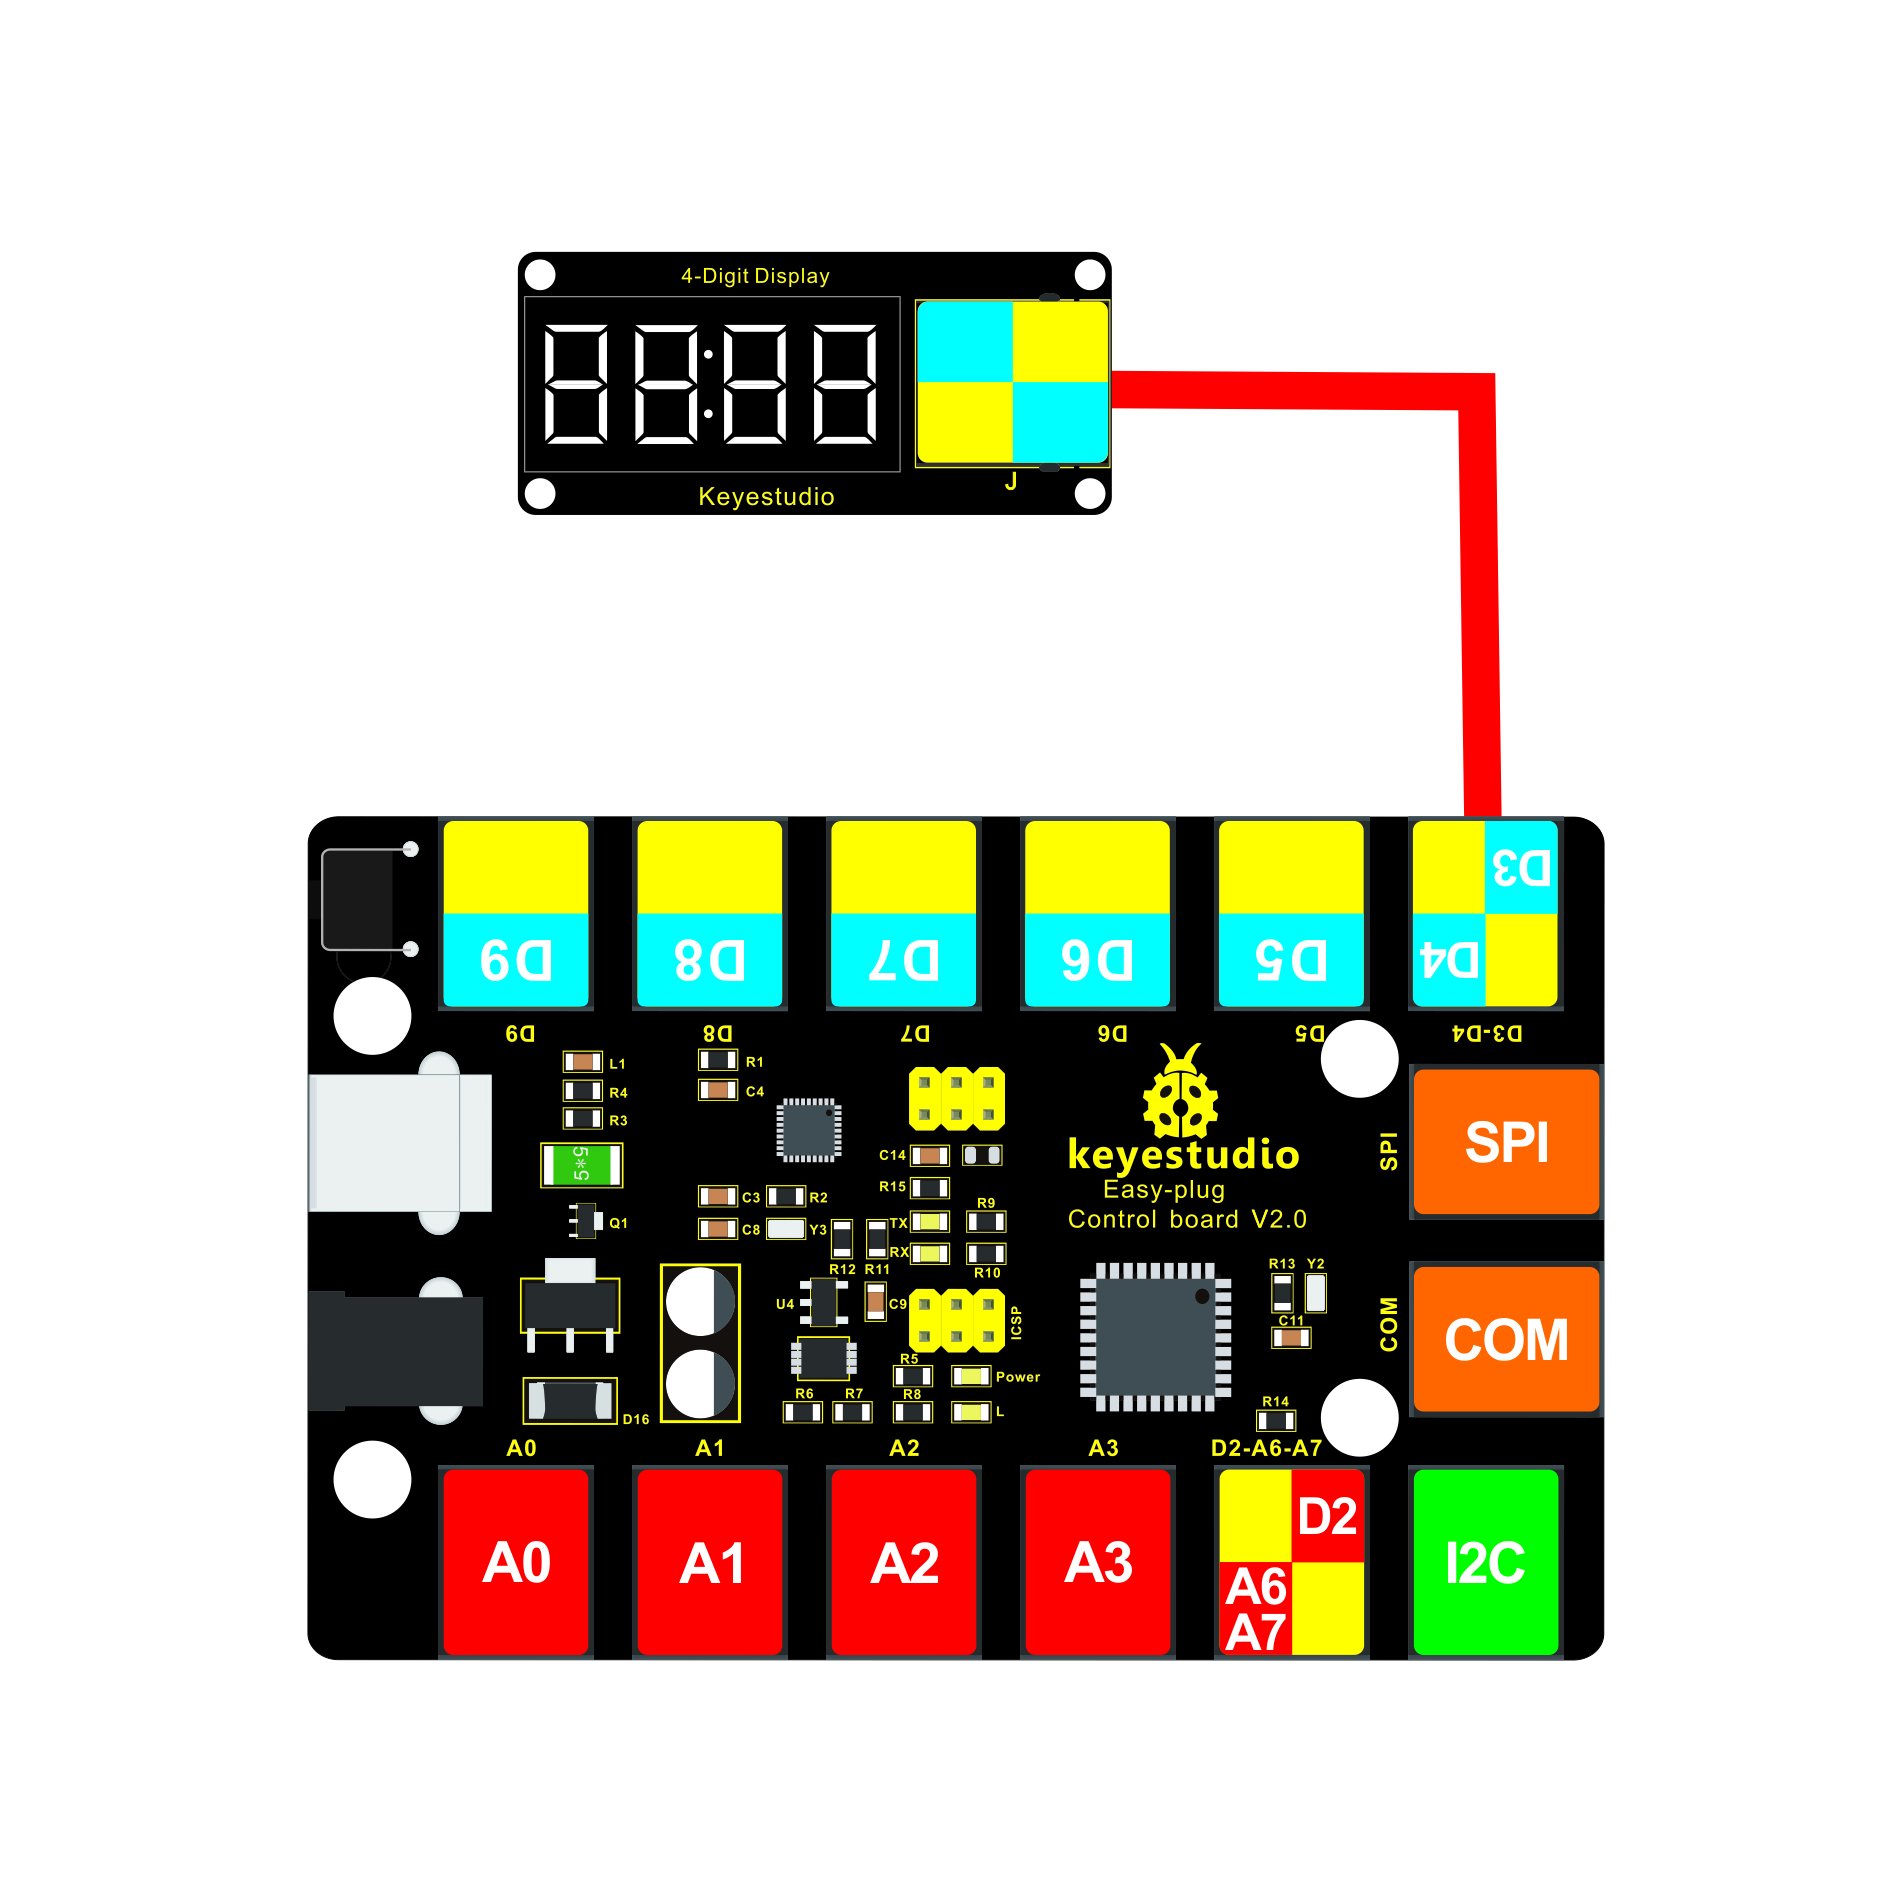 4-Digit Display
J
Keyestudio
D3
D9 D8 D7 D6 D5 D4
D9 D8 D7 D6 D5 D3-D4
L1 R1
R4 C4
R3
5*5
C14
keyestudio
SPI SPI
R15
Easy-plug
C3 R2 R9
Control board V2.0
Q1 C8 Y3 TX
RX
R12 R11 R10
R13 Y2
U4 C9 ICSP
C11
COM COM
R5
Power
R6 R7 R8
L
D16 R14
A0 A1 A2 A3 D2-A6-A7
D2
A0 A1 A2 A3 A6 I2C
A7